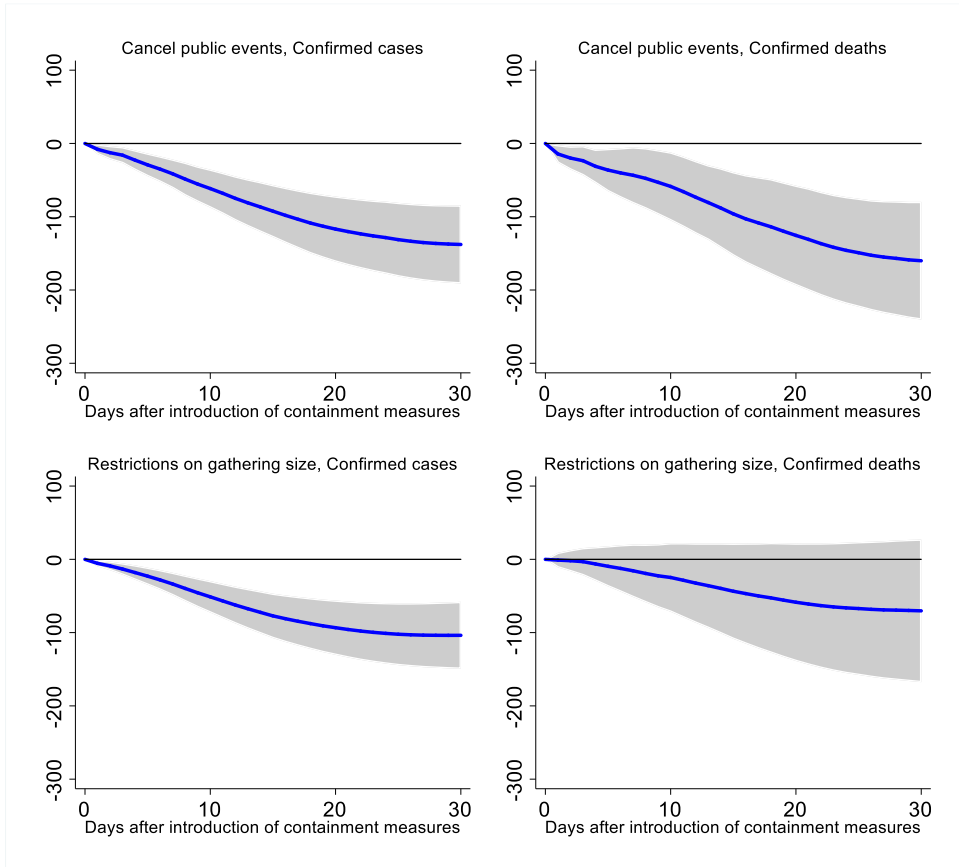 Cancel public events, Confirmed cases
100
0
-100
-200
-300
0 10 20 30
Days after introduction of containment measures
Cancel public events, Confirmed deaths
100
0
-100
-200
-300
0 10 20 30
Days after introduction of containment measures
Restrictions on gathering size, Confirmed cases
100
0
-100
-200
-300
0 10 20 30
Days after introduction of containment measures
Restrictions on gathering size, Confirmed deaths
100
0
-100
-200
-300
0 10 20 30
Days after introduction of containment measures